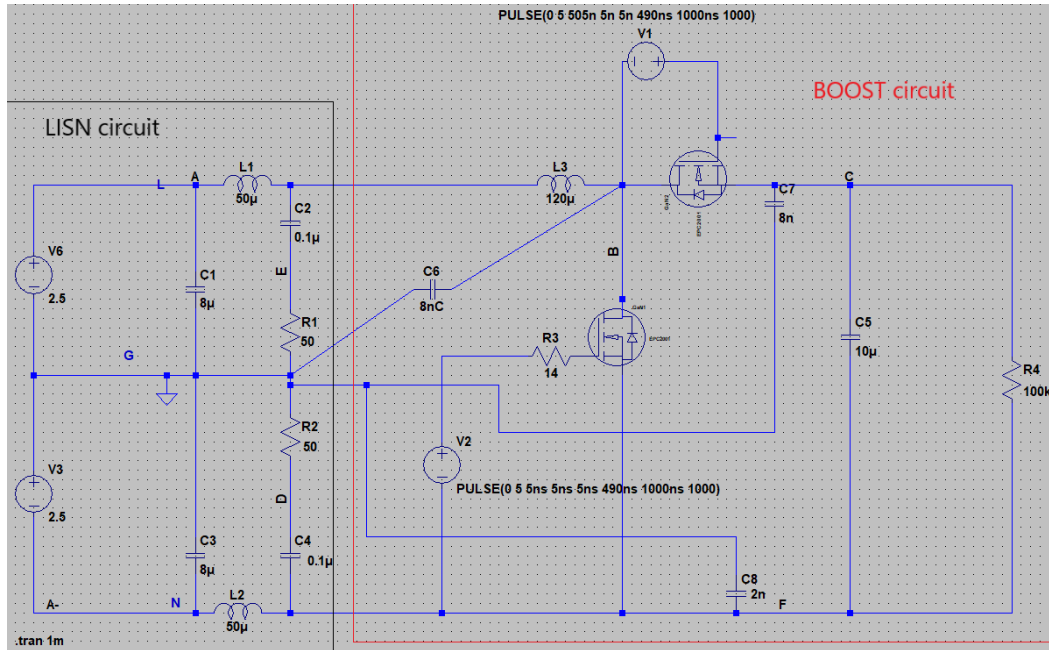 PULSE(0 5 505n 5n 5n 490ns 1000ns 1000)
V1
BOOST circuit
LISN circuit
L
A
L1
50µ
L3
120µ
C
C7
8n
C2
0.1µ
V6
2.5
C1
8µ
E
C6
8nC
B
EPC2001
EPC2001
R1
50
R3
14
C5
10µ
G
R4
100k
R2
50
V2
V3
2.5
PULSE(0 5 5ns 5ns 5ns 490ns 1000ns 1000)
D
C3
8µ
C4
0.1µ
C8
2n
A-
N
L2
50µ
F
.tran 1m